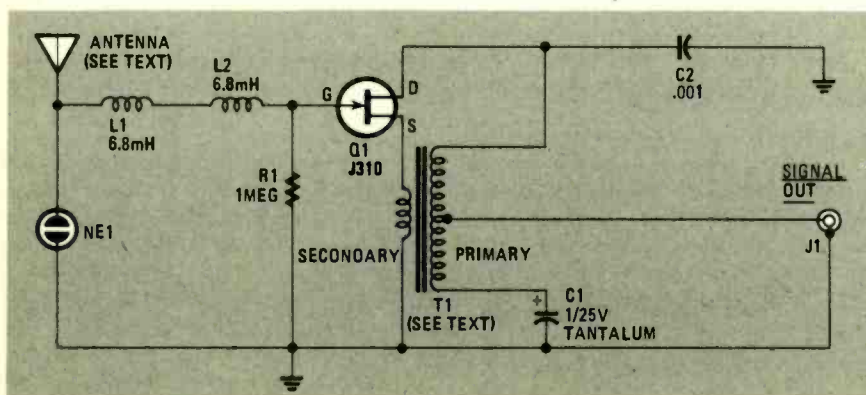 ANTENNA
(SEE TEXT)
L2
6.8mH
L1
6.8mH
G
D
S
Q1
J310
C2
.001
R1
1MEG
NE1
SECONDARY
PRIMARY
T1
(SEE TEXT)
C1
1/25V
TANTALUM
+
SIGNAL
OUT
J1